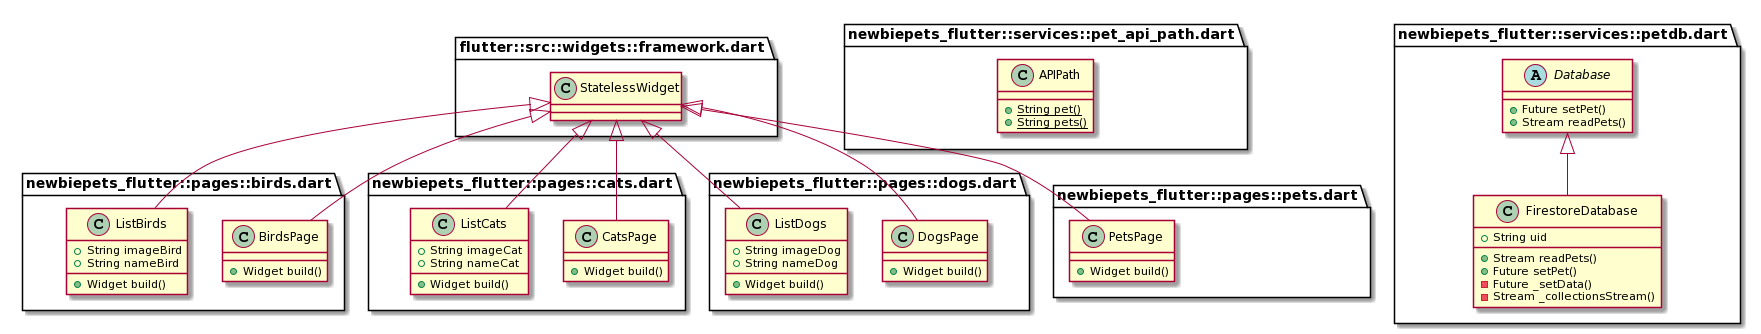 flutter::src::widgets::framework.dart
C StatelessWidget
newbiepets_flutter::services::pet_api_path.dart
C APIPath
String pet()
String pets()
newbiepets_flutter::services::petdb.dart
A Database
Future setPet()
Stream readPets()
C FirestoreDatabase
String uid
Stream readPets()
Future setPet()
Future _setData()
Stream _collectionsStream()
newbiepets_flutter::pages::birds.dart
C ListBirds
String imageBird
String nameBird
Widget build()
C BirdsPage
Widget build()
newbiepets_flutter::pages::cats.dart
C ListCats
String imageCat
String nameCat
Widget build()
C CatsPage
Widget build()
newbiepets_flutter::pages::dogs.dart
C ListDogs
String imageDog
String nameDog
Widget build()
C DogsPage
Widget build()
newbiepets_flutter::pages::pets.dart
C PetsPage
Widget build()